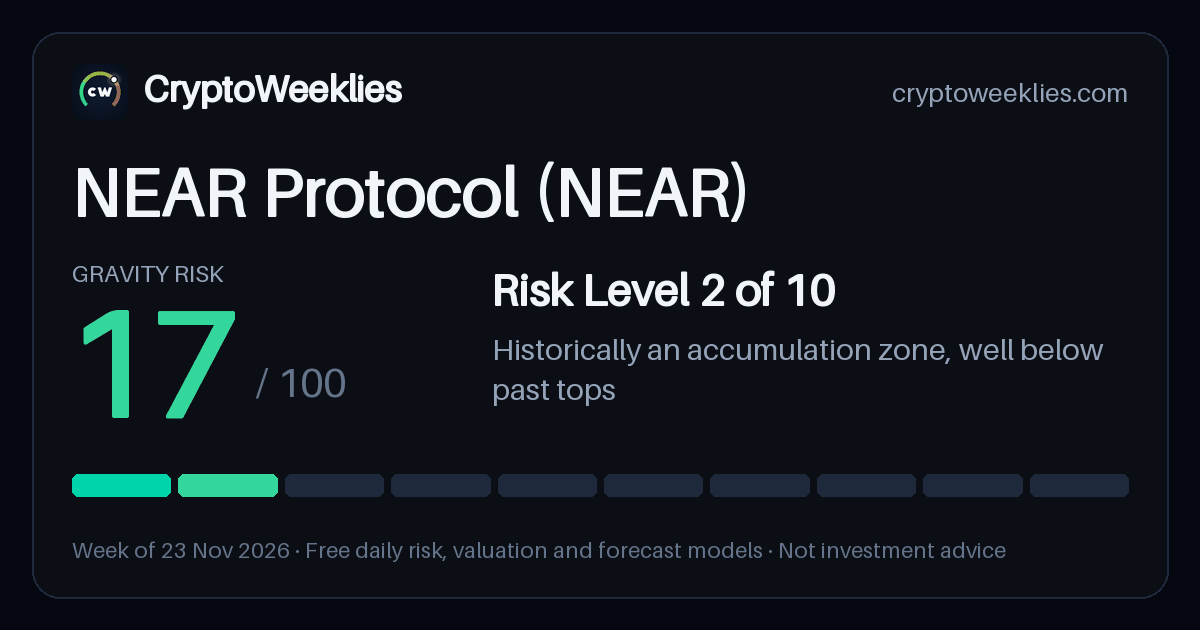 CW
CryptoWeeklies
cryptoweeklies.com
NEAR Protocol (NEAR)
GRAVITY RISK
17 / 100
Risk Level 2 of 10
Historically an accumulation zone, well below
past tops
Week of 23 Nov 2026 · Free daily risk, valuation and forecast models · Not investment advice